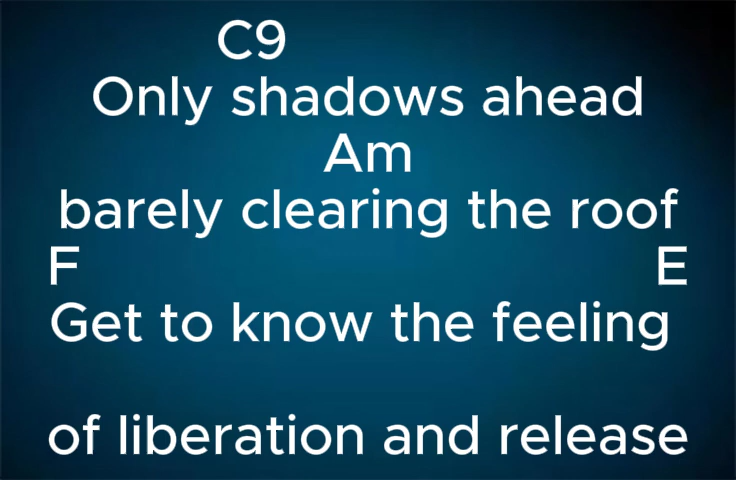 C9
Only shadows ahead
Am
barely clearing the roof
F E
Get to know the feeling
of liberation and release